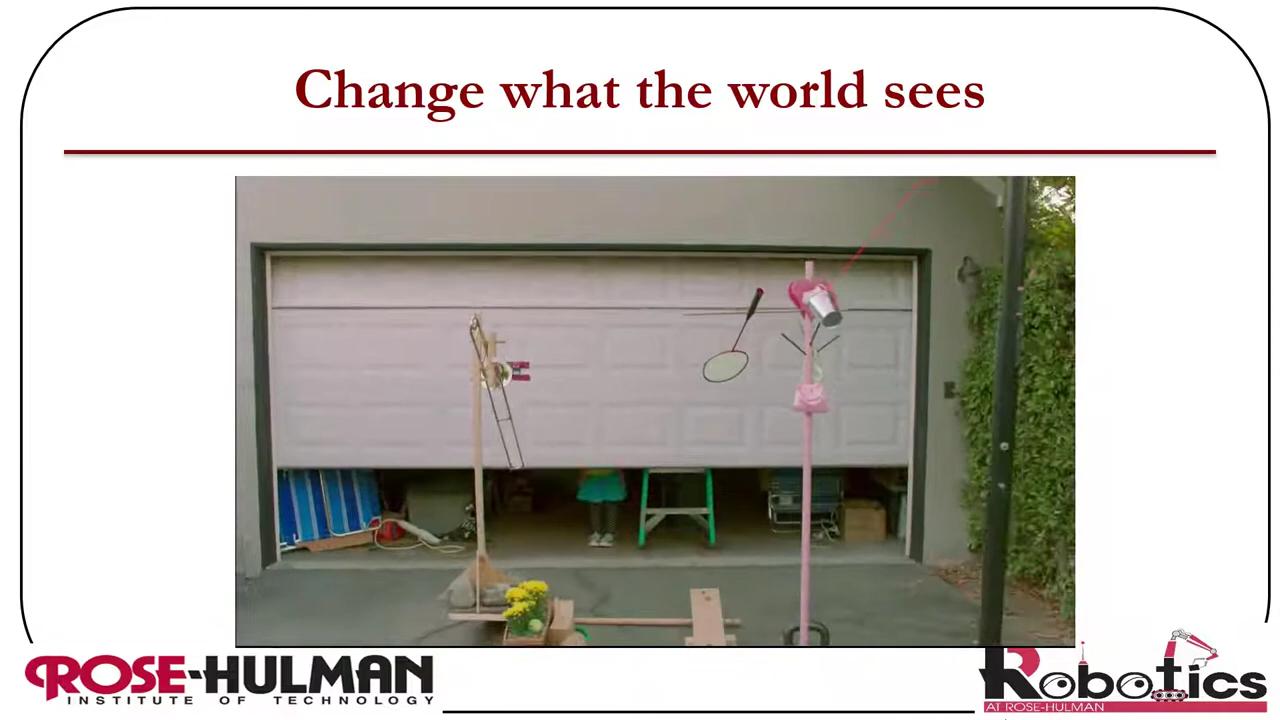 Change what the world sees
ROSE-HULMAN
INSTITUTE OF TECHNOLOGY
Robotics
AT ROSE-HULMAN